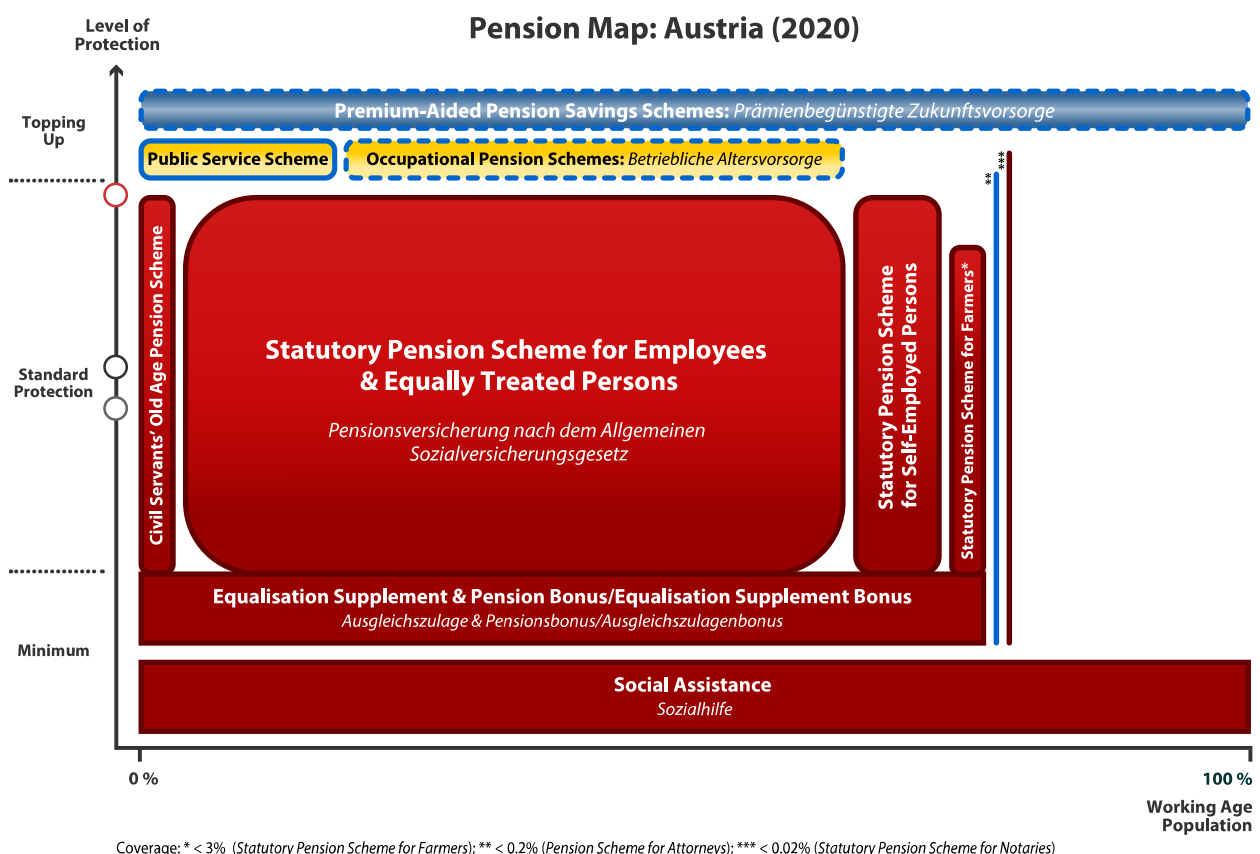 Pension Map: Austria (2020)
Level of
Protection
Topping
Up
Standard
Protection
Minimum
Premium-Aided Pension Savings Schemes: Prämienbegünstigte Zukunftsvorsorge
Public Service Scheme
Occupational Pension Schemes: Betriebliche Altersvorsorge
**
***
Civil Servants' Old Age Pension Scheme
Statutory Pension Scheme for Employees
& Equally Treated Persons
Pensionsversicherung nach dem Allgemeinen
Sozialversicherungsgesetz
Statutory Pension Scheme
for Self-Employed Persons
Statutory Pension Scheme for Farmers*
Equalisation Supplement & Pension Bonus/Equalisation Supplement Bonus
Ausgleichszulage & Pensionsbonus/Ausgleichszulagenbonus
Social Assistance
Sozialhilfe
0 %
100 %
Working Age
Population
Coverage: * < 3% (Statutory Pension Scheme for Farmers); ** < 0.2% (Pension Scheme for Attorneys); *** < 0.02% (Statutory Pension Scheme for Notaries)